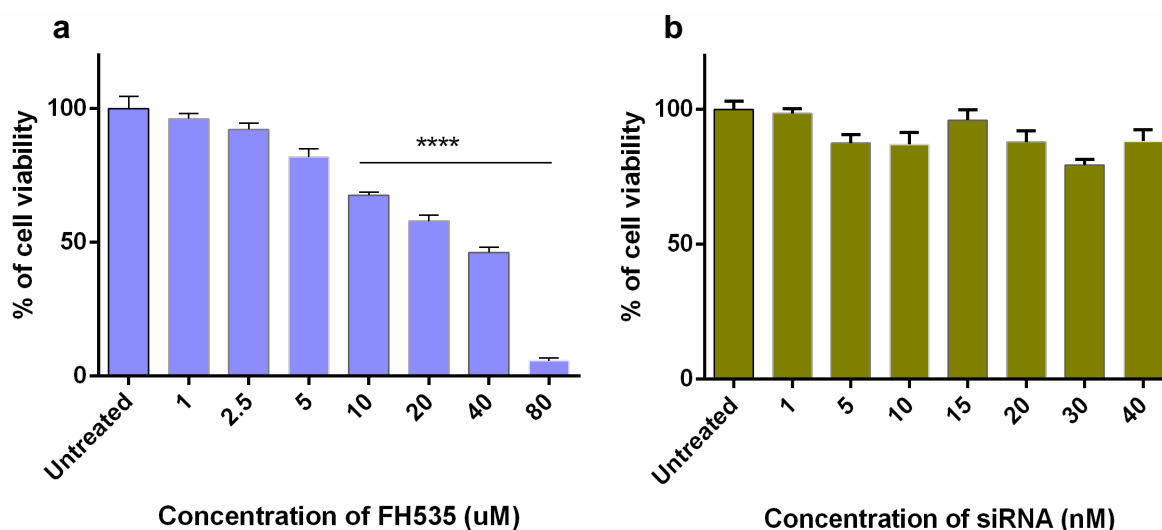 a
% of cell viability
100
50
0
****
Untreated
1
2.5
5
10
20
40
80
Concentration of FH535 (uM)
b
% of cell viability
100
50
0
Untreated
1
5
10
15
20
30
40
Concentration of siRNA (nM)